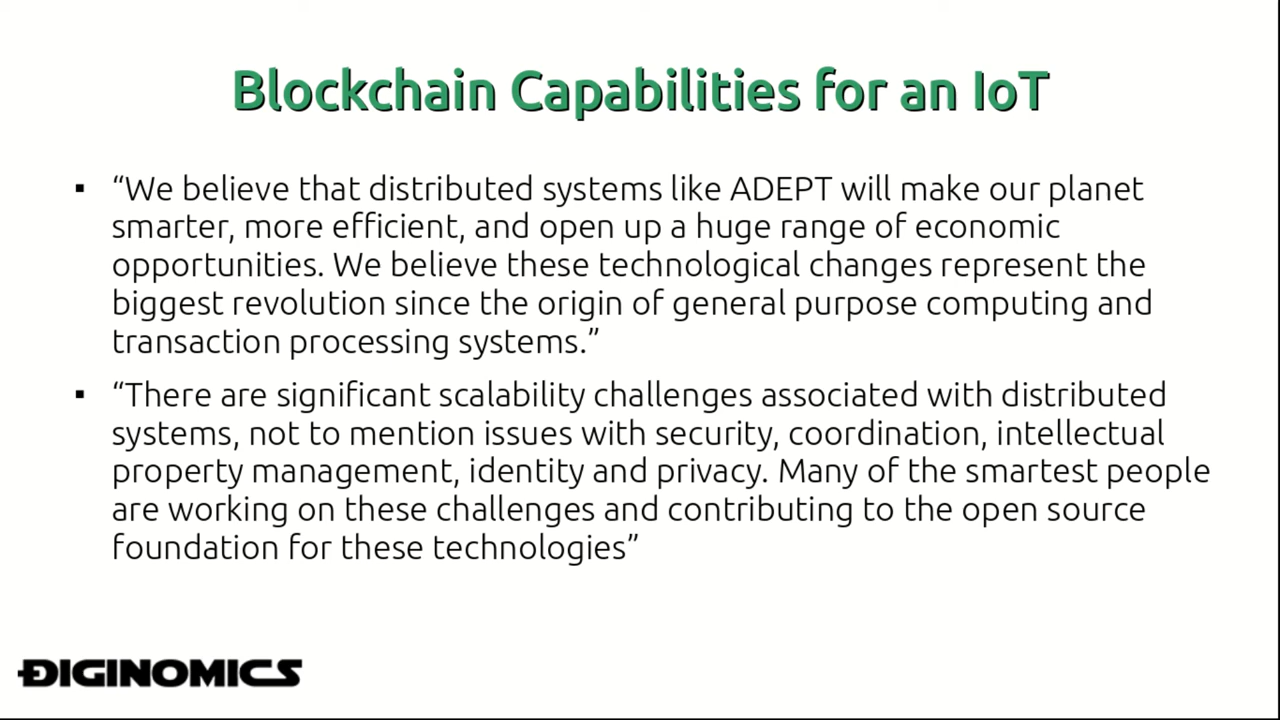 Blockchain Capabilities for an IoT
▪ “We believe that distributed systems like ADEPT will make our planet
smarter, more efficient, and open up a huge range of economic
opportunities. We believe these technological changes represent the
biggest revolution since the origin of general purpose computing and
transaction processing systems.”
▪ “There are significant scalability challenges associated with distributed
systems, not to mention issues with security, coordination, intellectual
property management, identity and privacy. Many of the smartest people
are working on these challenges and contributing to the open source
foundation for these technologies”
DIGINOMICS